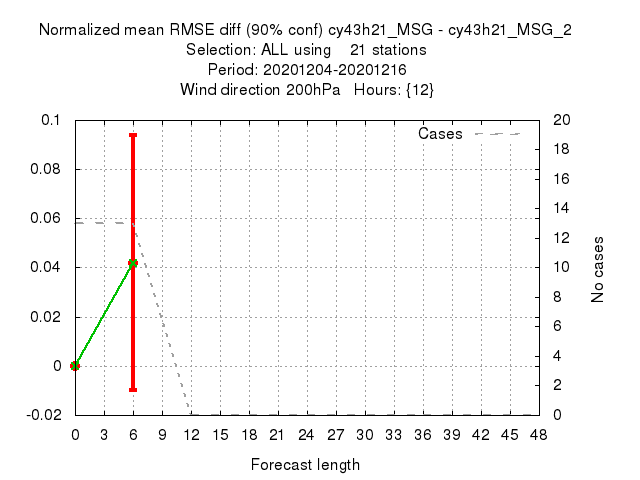 Normalized mean RMSE diff (90% conf) cy43h21_MSG - cy43h21_MSG_2
Selection: ALL using    21 stations
Period: 20201204-20201216
Wind direction 200hPa   Hours: {12}
Cases
0.1
0.08
0.06
0.04
0.02
0
-0.02
20
18
16
14
12
10
8
6
4
2
0
No cases
0 3 6 9 12 15 18 21 24 27 30 33 36 39 42 45 48
Forecast length